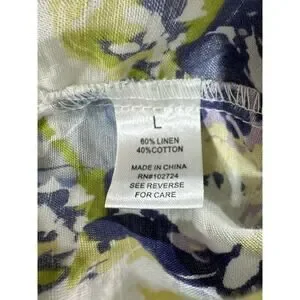 L
60% LINEN
40%COTTON
MADE IN CHINA
RN#102724
SEE REVERSE
FOR CARE